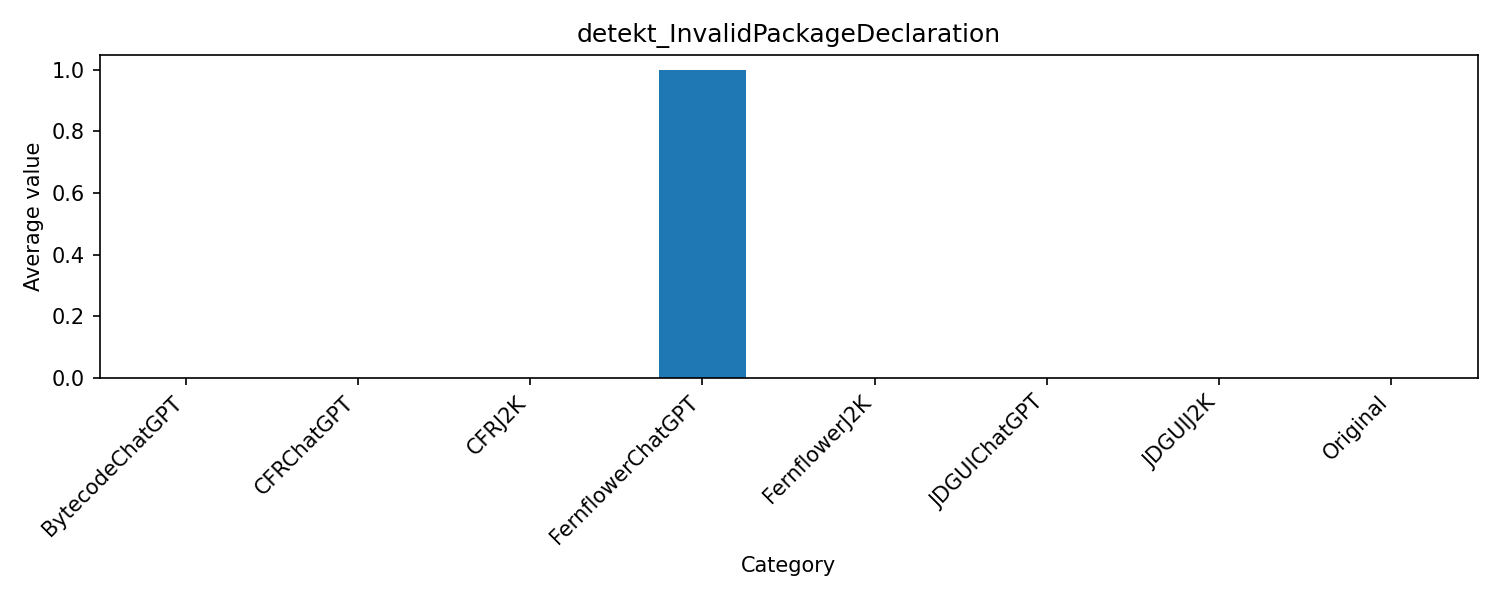 detekt_InvalidPackageDeclaration
1.0
0.8
0.6
0.4
0.2
0.0
Average value
BytecodeChatGPT
CFRChatGPT
CFRJ2K
FernflowerChatGPT
FernflowerJ2K
JDGUIChatGPT
JDGUIJ2K
Original
Category